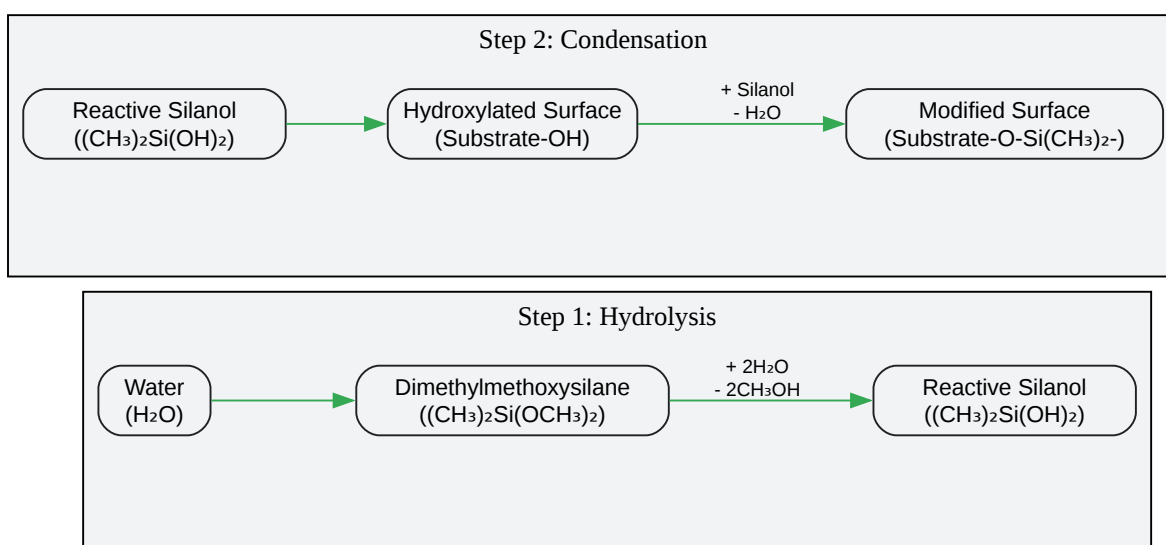 Step 2: Condensation
Reactive Silanol
((CH₃)₂Si(OH)₂)
Hydroxylated Surface
(Substrate-OH)
+ Silanol
- H₂O
Modified Surface
(Substrate-O-Si(CH₃)₂-)
Step 1: Hydrolysis
Water
(H₂O)
Dimethylmethoxysilane
((CH₃)₂Si(OCH₃)₂)
+ 2H₂O
- 2CH₃OH
Reactive Silanol
((CH₃)₂Si(OH)₂)